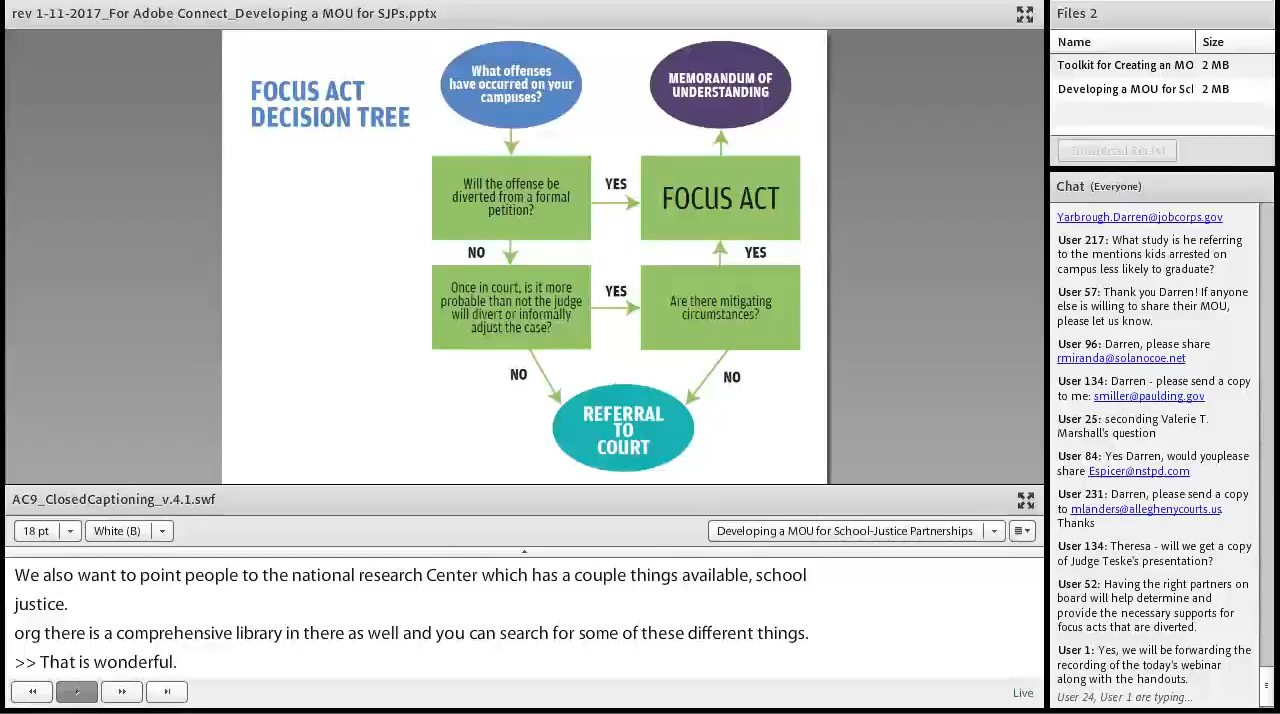 rev 1-11-2017_For Adobe Connect_Developing a MOU for SJPs.pptx
FOCUS ACT
DECISION TREE
What offenses
have occurred on your
campuses?
MEMORANDUM OF
UNDERSTANDING
Will the offense be
diverted from a formal
petition?
YES
FOCUS ACT
NO
YES
Once in court, is it more
probable than not the judge
will divert or informally
adjust the case?
YES
Are there mitigating
circumstances?
NO
NO
REFERRAL
TO
COURT
AC9_ClosedCaptioning_v.4.1.swf
18 pt
White (B)
Developing a MOU for School-Justice Partnerships
We also want to point people to the national research Center which has a couple things available, school
justice.
org there is a comprehensive library in there as well and you can search for some of these different things.
>> That is wonderful.
Live
Files 2
Name Size
Toolkit for Creating an MO 2 MB
Developing a MOU for Scl 2 MB
Download File(s)
Chat (Everyone)
Yarbrough.Darren@jobcorps.gov
User 217: What study is he referring
to the mentions kids arrested on
campus less likely to graduate?
User 57: Thank you Darren! If anyone
else is willing to share their MOU,
please let us know.
User 96: Darren, please share
rmiranda@solanocoe.net
User 134: Darren - please send a copy
to me: smiller@paulding.gov
User 25: seconding Valerie T.
Marshall's question
User 84: Yes Darren, would youplease
share Espicer@nstpd.com
User 231: Darren, please send a copy
to mlanders@alleghenycourts.us
Thanks
User 134: Theresa - will we get a copy
of Judge Teske's presentation?
User 52: Having the right partners on
board will help determine and
provide the necessary supports for
focus acts that are diverted.
User 1: Yes, we will be forwarding the
recording of the today's webinar
along with the handouts.
User 24, User 1 are typing...